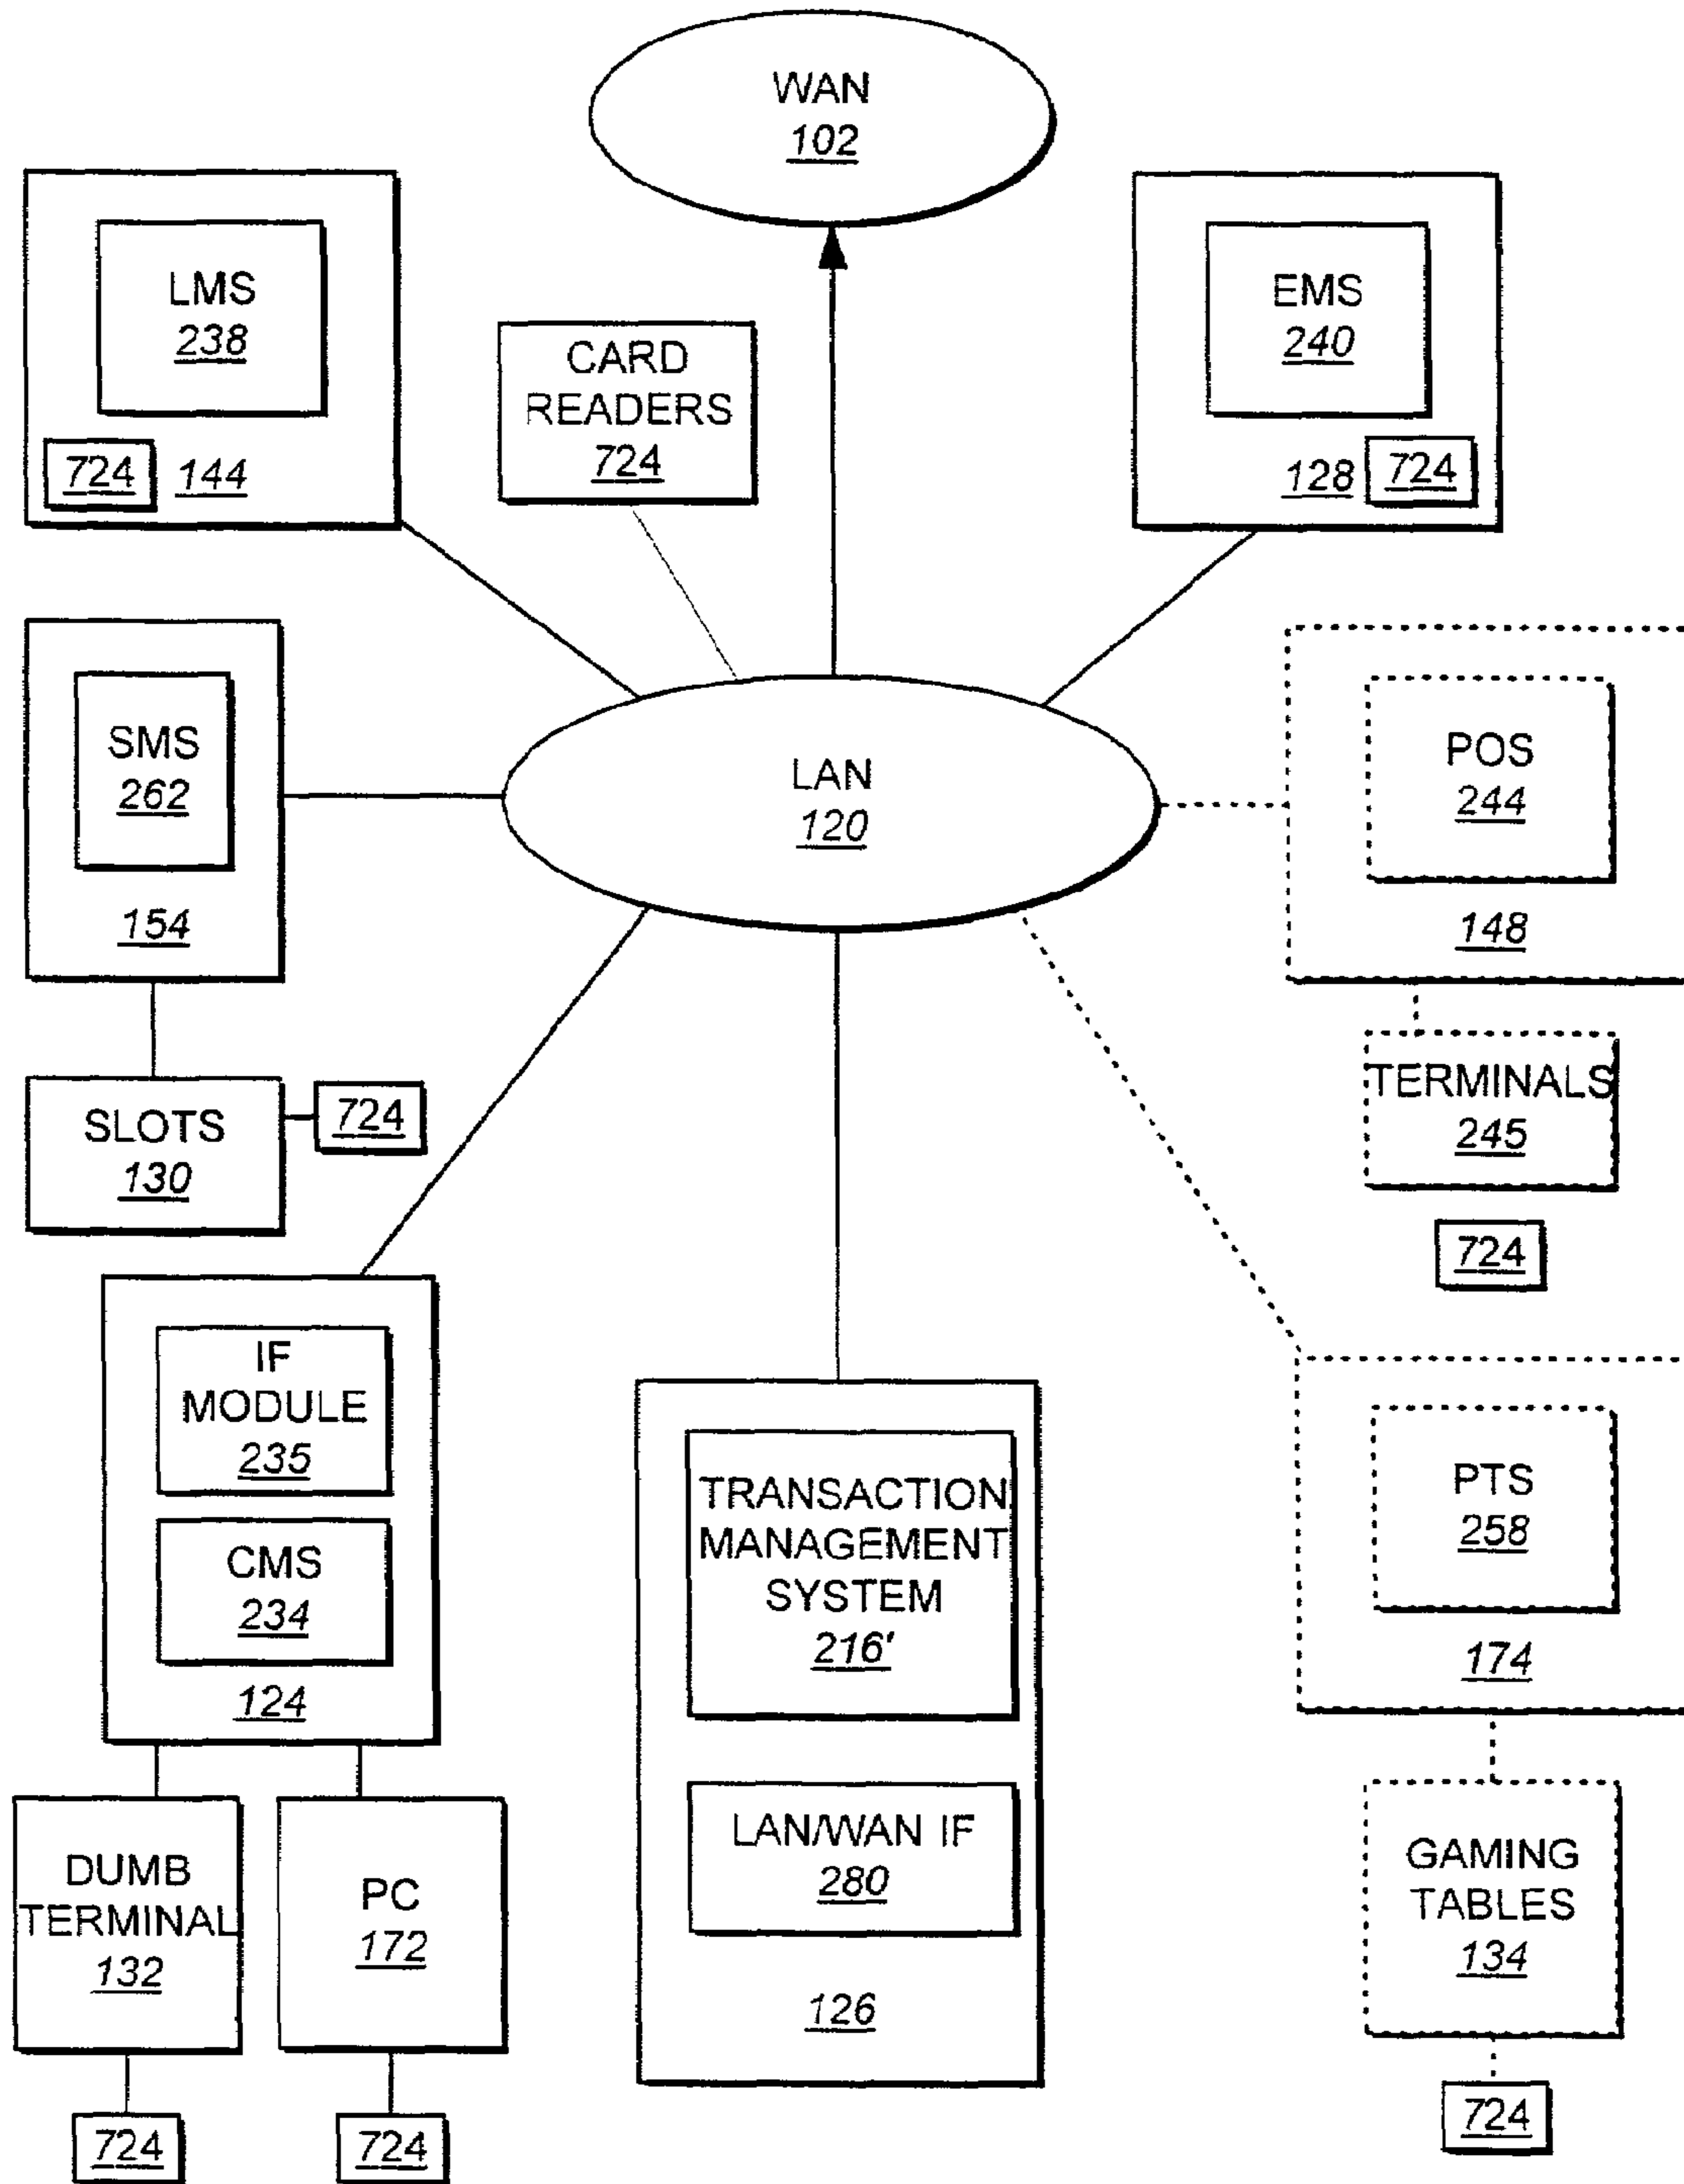 WAN
102
LMS
238
724
144
CARD
READERS
724
EMS
240
128
724
SMS
262
154
LAN
120
POS
244
148
SLOTS
130
724
TERMINALS
245
724
IF
MODULE
235
CMS
234
124
TRANSACTION
MANAGEMENT
SYSTEM
216'
LAN/WAN IF
280
126
PTS
258
174
DUMB
TERMINAL
132
724
PC
172
724
GAMING
TABLES
134
724